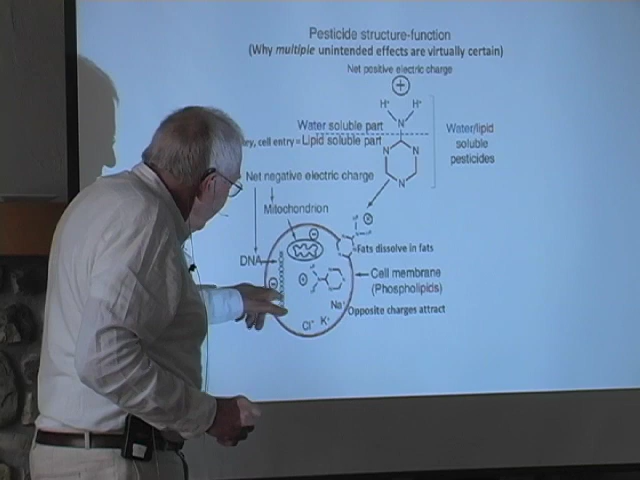 Pesticide structure-function
(Why multiple unintended effects are virtually certain)
Net positive electric charge
+
H⁺ H⁺
N
Water soluble part
cell entry = Lipid soluble part
N N
N
Water/lipid
soluble
pesticides
Net negative electric charge
Mitochondrion
DNA
Fats dissolve in fats
Cell membrane
(Phospholipids)
Na⁺
Cl⁻ K⁺
Opposite charges attract